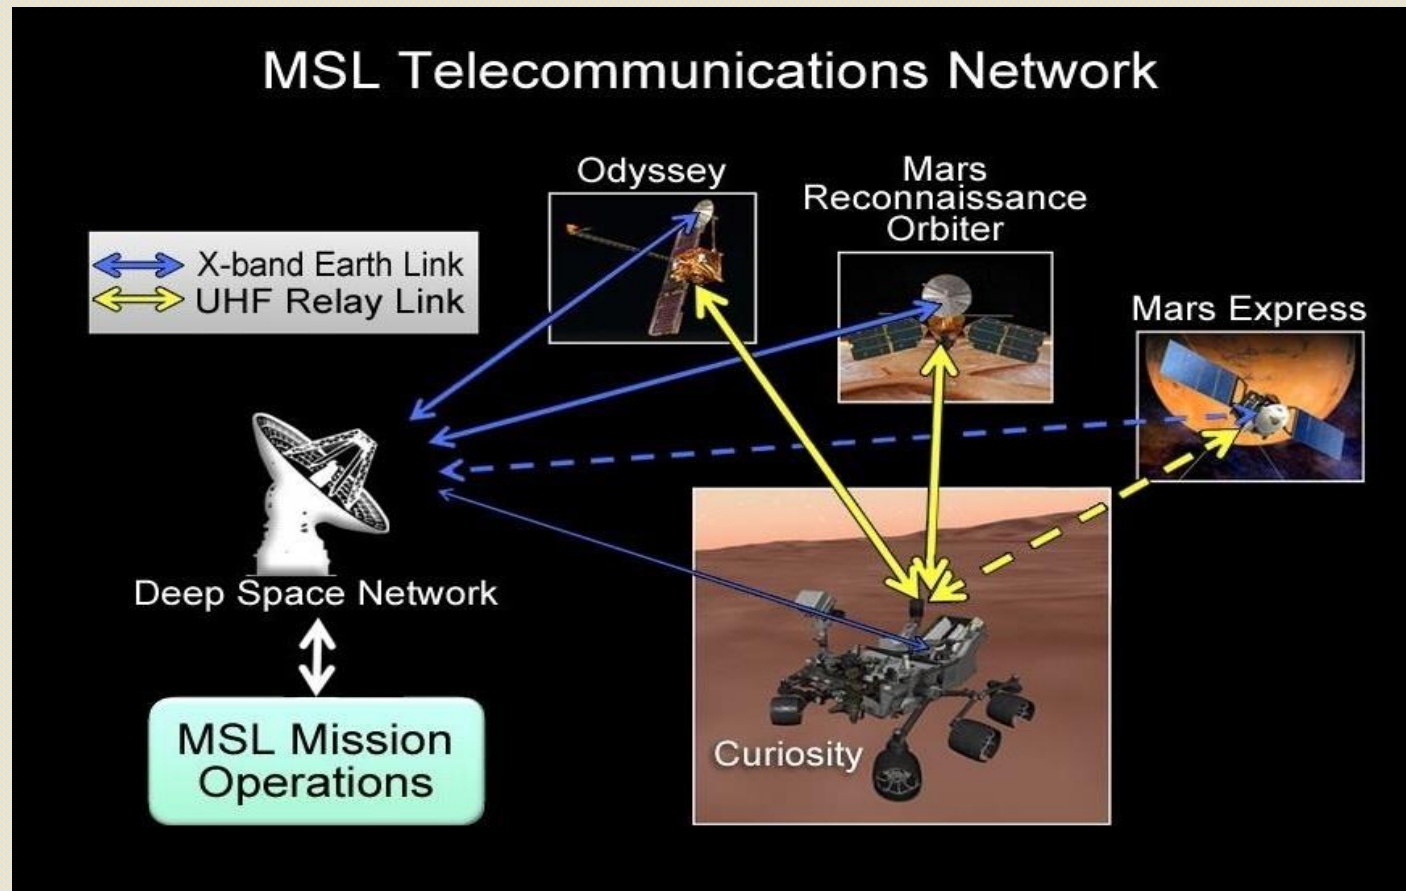 MSL Telecommunications Network
Odyssey
Mars
Reconnaissance
Orbiter
X-band Earth Link
UHF Relay Link
Mars Express
Deep Space Network
MSL Mission
Operations
Curiosity